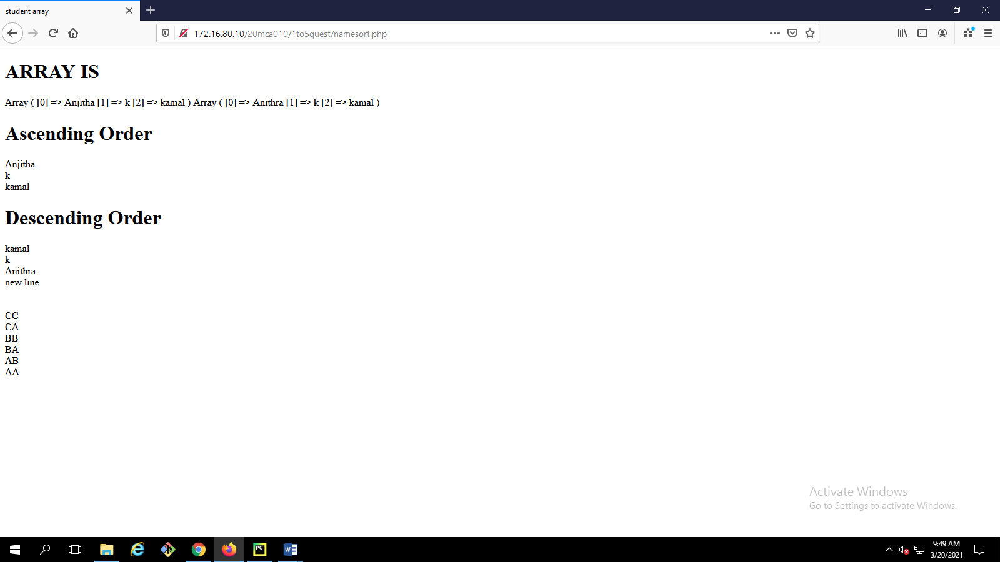 student array
172.16.80.10/20mca010/1to5quest/namesort.php
ARRAY IS
Array ( [0] => Anjitha [1] => k [2] => kamal ) Array ( [0] => Anithra [1] => k [2] => kamal )
Ascending Order
Anjitha
k
kamal
Descending Order
kamal
k
Anithra
new line
CC
CA
BB
BA
AB
AA
Activate Windows
Go to Settings to activate Windows.
PC
W
9:49 AM
3/20/2021